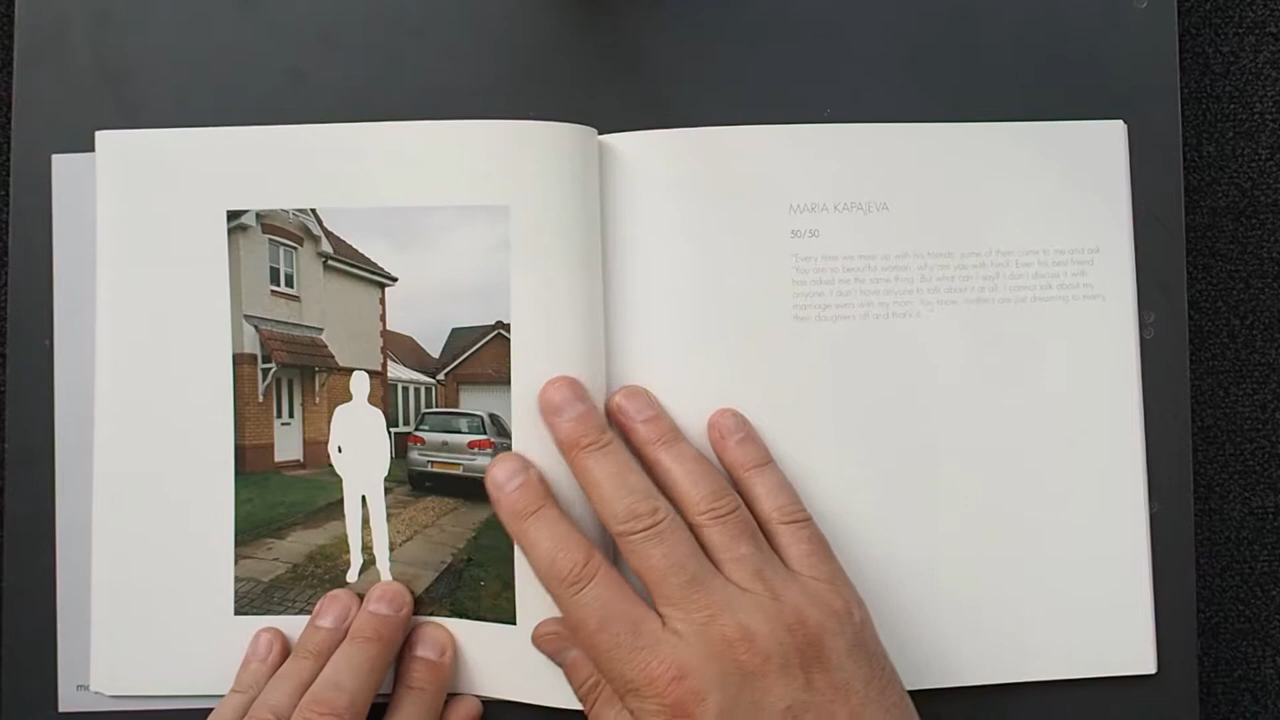 MARIA KAPAJEVA
50/50
"Every time we meet up with his friends, some of them come to me and ask
'You are so beautiful woman, why are you with him?' Even his best friend
has asked me the same thing. But what can I say? I don't discuss it with
anyone. I don't have anyone to talk about it at all. I cannot talk about my
marriage even with my mom. You know, mothers are just dreaming to marry
their daughters off and that's it.